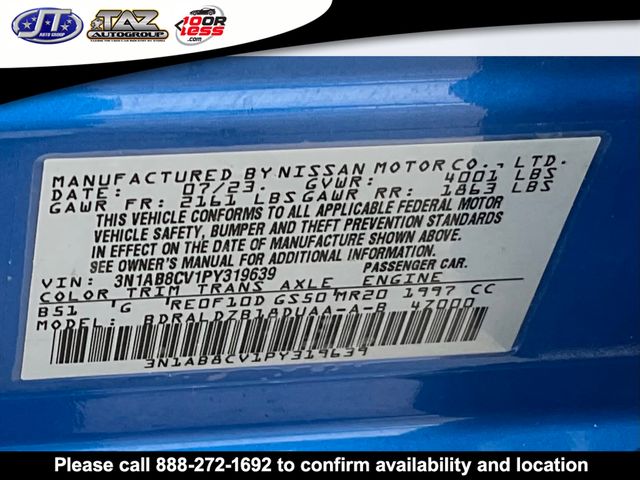 JT AUTO GROUP
TAZ AUTOGROUP
10 OR less.com
MANUFACTURED BY NISSAN MOTOR CO., LTD.
DATE: 07/23. GVWR: 4001 LBS
GAWR FR: 2161 LBS GAWR RR: 1863 LBS
THIS VEHICLE CONFORMS TO ALL APPLICABLE FEDERAL MOTOR
VEHICLE SAFETY, BUMPER AND THEFT PREVENTION STANDARDS
IN EFFECT ON THE DATE OF MANUFACTURE SHOWN ABOVE.
SEE OWNER'S MANUAL FOR ADDITIONAL INFORMATION.
VIN: 3N1AB8CV1PY319639 PASSENGER CAR.
COLOR TRIM TRANS AXLE ENGINE
B51 'G 'RE0F10D GS50'MR20 1997 CC
MODEL: BDRALDZB18DUAA-A-B 47000
3N1AB8CV1PY319639
Please call 888-272-1692 to confirm availability and location